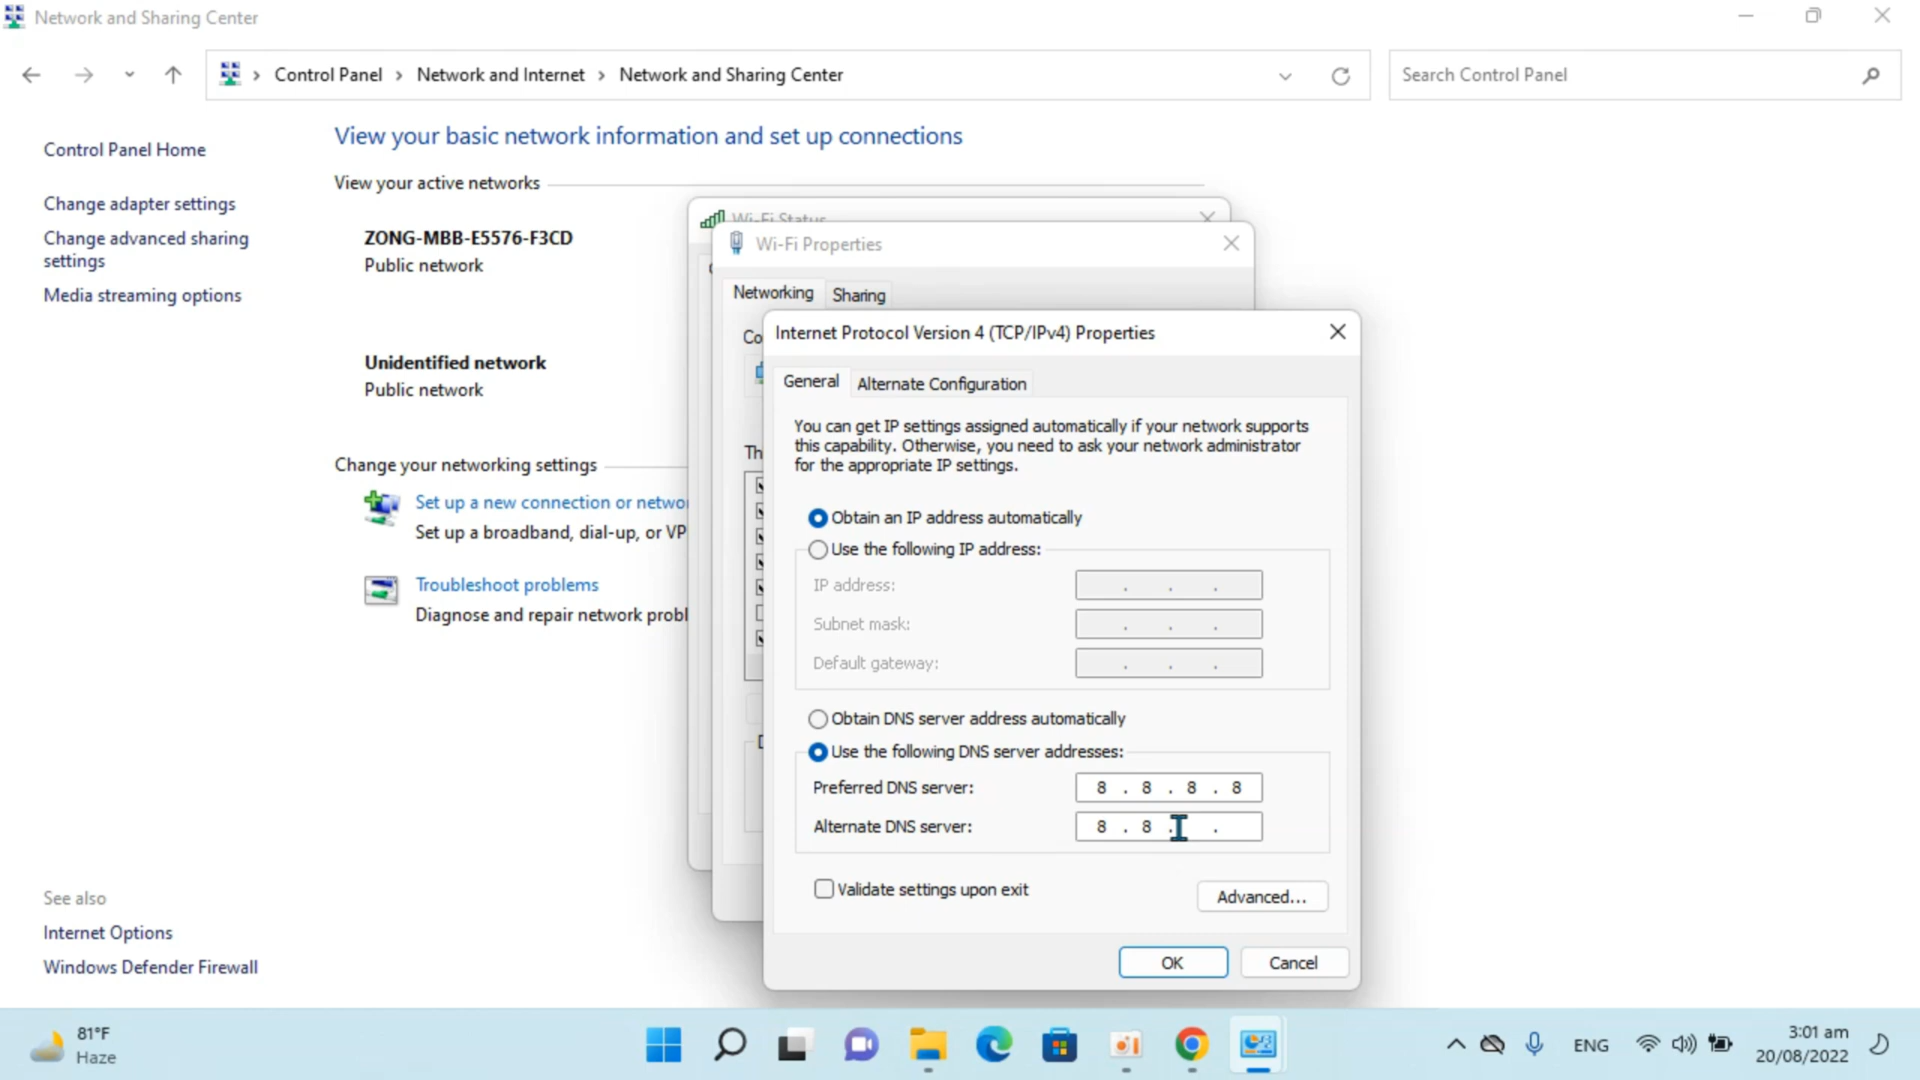 Network and Sharing Center
Control Panel › Network and Internet › Network and Sharing Center
Search Control Panel
Control Panel Home
Change adapter settings
Change advanced sharing
settings
Media streaming options
See also
Internet Options
Windows Defender Firewall
View your basic network information and set up connections
View your active networks
ZONG-MBB-E5576-F3CD
Public network
Unidentified network
Public network
Change your networking settings
Set up a new connection or networ
Set up a broadband, dial-up, or VP
Troubleshoot problems
Diagnose and repair network probl
Wi-Fi Status
Wi-Fi Properties
Networking Sharing
Co
Th
Internet Protocol Version 4 (TCP/IPv4) Properties
General Alternate Configuration
You can get IP settings assigned automatically if your network supports
this capability. Otherwise, you need to ask your network administrator
for the appropriate IP settings.
Obtain an IP address automatically
Use the following IP address:
IP address: . . .
Subnet mask: . . .
Default gateway: . . .
Obtain DNS server address automatically
Use the following DNS server addresses:
Preferred DNS server: 8 . 8 . 8 . 8
Alternate DNS server: 8 . 8 . .
Validate settings upon exit
Advanced...
OK Cancel
81°F
Haze
ENG
3:01 am
20/08/2022